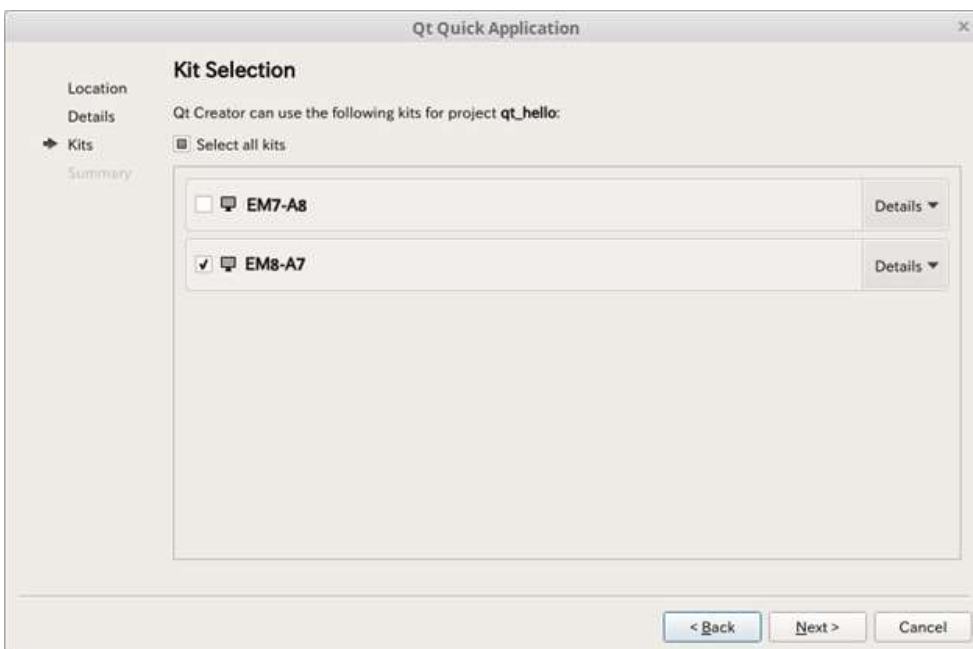 Qt Quick Application
Location
Details
Kits
Summary
Kit Selection
Qt Creator can use the following kits for project qt_hello:
Select all kits
EM7-A8
Details
EM8-A7
Details
< Back
Next >
Cancel